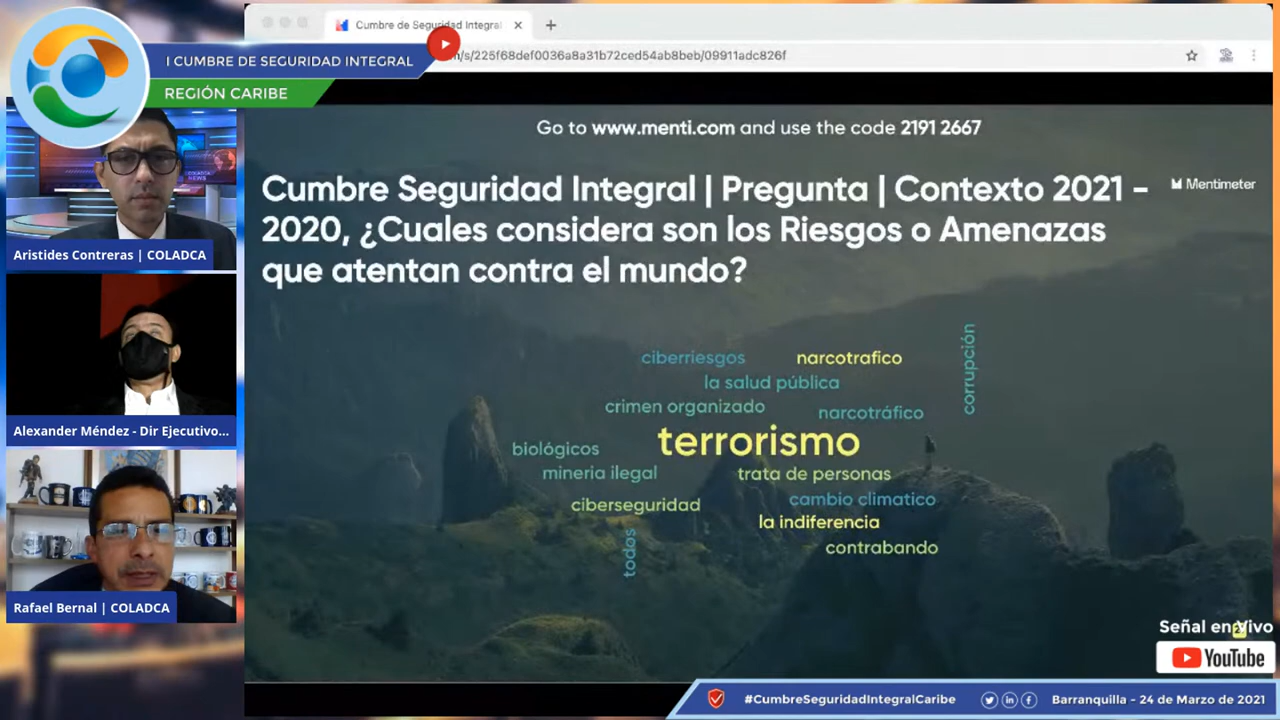 Cumbre de Seguridad Integral
I CUMBRE DE SEGURIDAD INTEGRAL
m/s/225f68def0036a8a31b72ced54ab8beb/09911adc826f
REGIÓN CARIBE
Go to www.menti.com and use the code 2191 2667
Mentimeter
Cumbre Seguridad Integral | Pregunta | Contexto 2021 -
2020, ¿Cuales considera son los Riesgos o Amenazas
que atentan contra el mundo?
Aristides Contreras | COLADCA
Alexander Méndez - Dir Ejecutivo...
Rafael Bernal | COLADCA
ciberriesgos
narcotrafico
corrupción
la salud pública
crimen organizado
narcotráfico
terrorismo
biológicos
mineria ilegal
trata de personas
ciberseguridad
cambio climatico
la indiferencia
todos
contrabando
Señal en Vivo
YouTube
#CumbreSeguridadIntegralCaribe
Barranquilla - 24 de Marzo de 2021